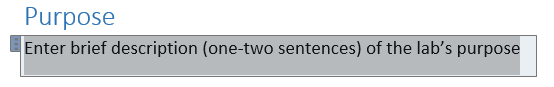 Purpose
Enter brief description (one-two sentences) of the lab’s purpose